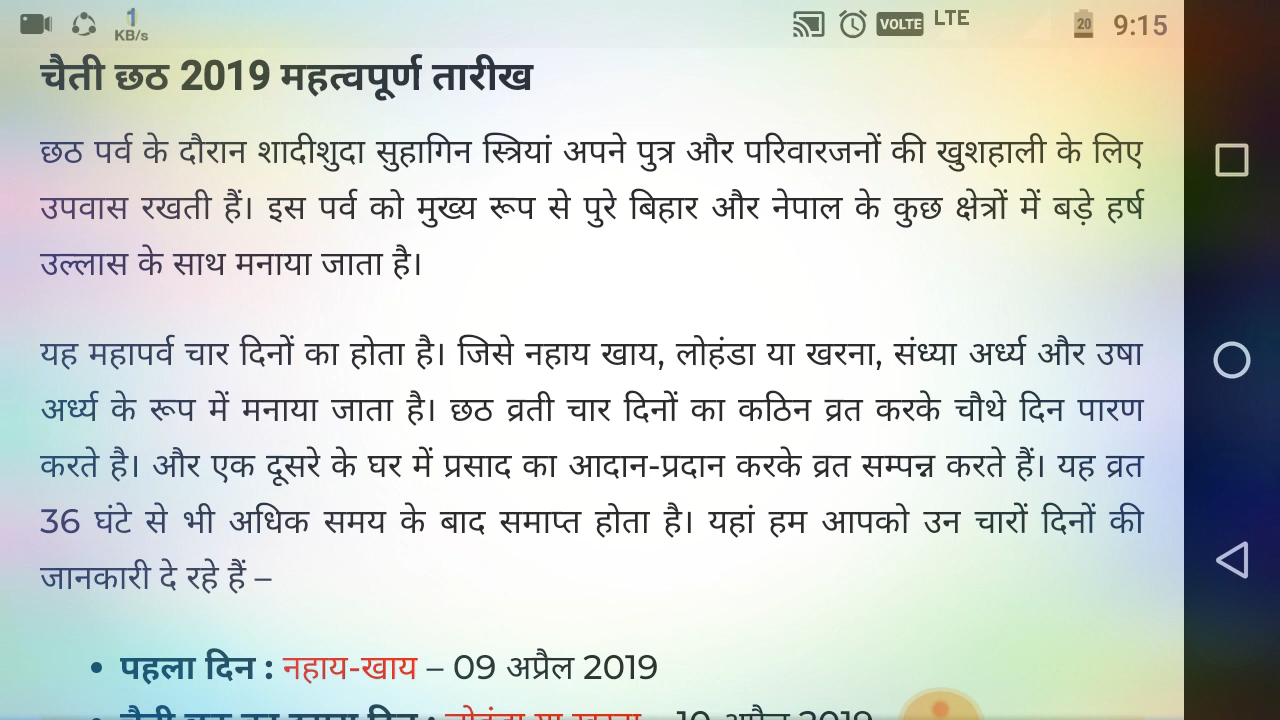 1
KB/s
VOLTE
LTE
20
9:15
चैती छठ 2019 महत्वपूर्ण तारीख
छठ पर्व के दौरान शादीशुदा सुहागिन स्त्रियां अपने पुत्र और परिवारजनों की खुशहाली के लिए
उपवास रखती हैं। इस पर्व को मुख्य रूप से पुरे बिहार और नेपाल के कुछ क्षेत्रों में बड़े हर्ष
उल्लास के साथ मनाया जाता है।
यह महापर्व चार दिनों का होता है। जिसे नहाय खाय, लोहंडा या खरना, संध्या अर्ध्य और उषा
अर्ध्य के रूप में मनाया जाता है। छठ व्रती चार दिनों का कठिन व्रत करके चौथे दिन पारण
करते है। और एक दूसरे के घर में प्रसाद का आदान-प्रदान करके व्रत सम्पन्न करते हैं। यह व्रत
36 घंटे से भी अधिक समय के बाद समाप्त होता है। यहां हम आपको उन चारों दिनों की
जानकारी दे रहे हैं –
• पहला दिन : नहाय-खाय – 09 अप्रैल 2019